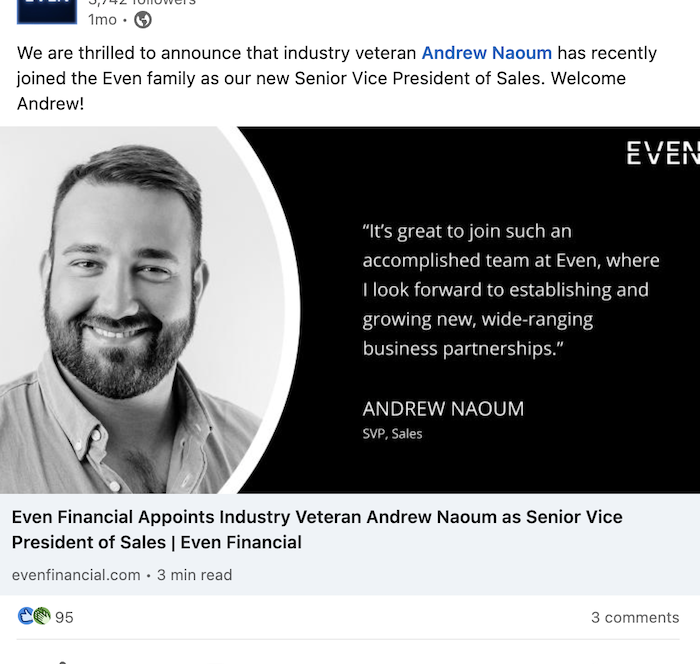 1mo •
We are thrilled to announce that industry veteran Andrew Naoum has recently
joined the Even family as our new Senior Vice President of Sales. Welcome
Andrew!
EVEN
“It’s great to join such an
accomplished team at Even, where
I look forward to establishing and
growing new, wide-ranging
business partnerships.”
ANDREW NAOUM
SVP, Sales
Even Financial Appoints Industry Veteran Andrew Naoum as Senior Vice
President of Sales | Even Financial
evenfinancial.com • 3 min read
95
3 comments